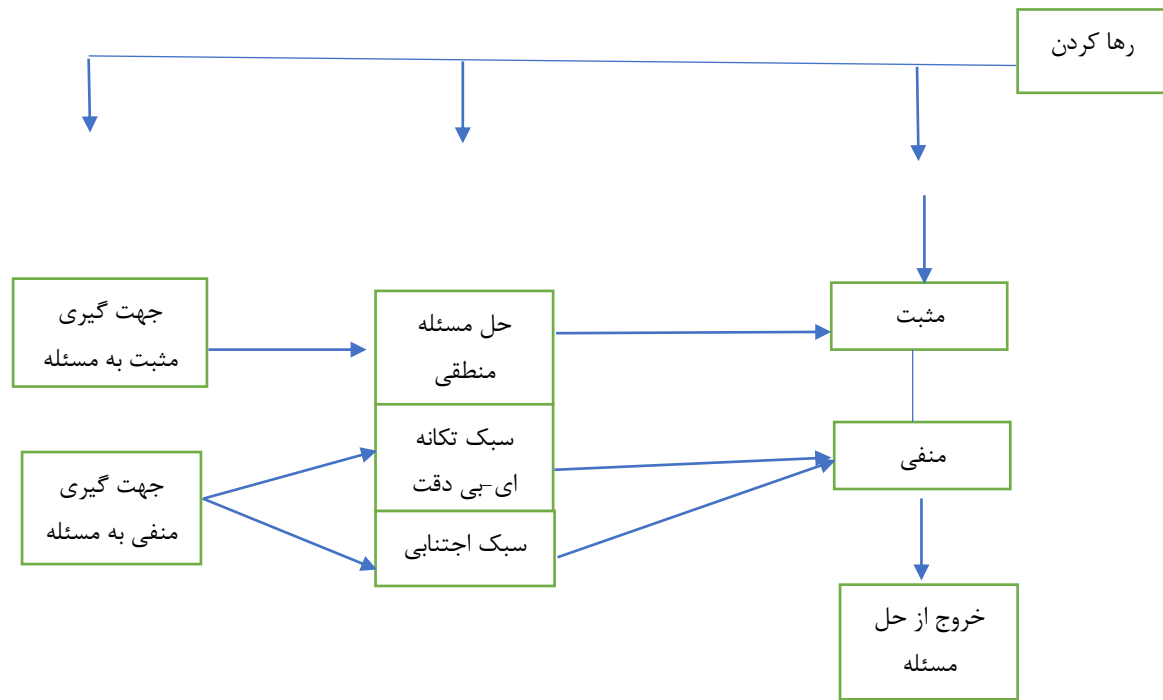 رها کردن
مثبت
جهت گیری
مثبت به مسئله
حل مسئله
منطقی
سبک تکانه
ای-بی دقت
سبک اجتنابی
منفی
جهت گیری
منفی به مسئله
خروج از حل
مسئله